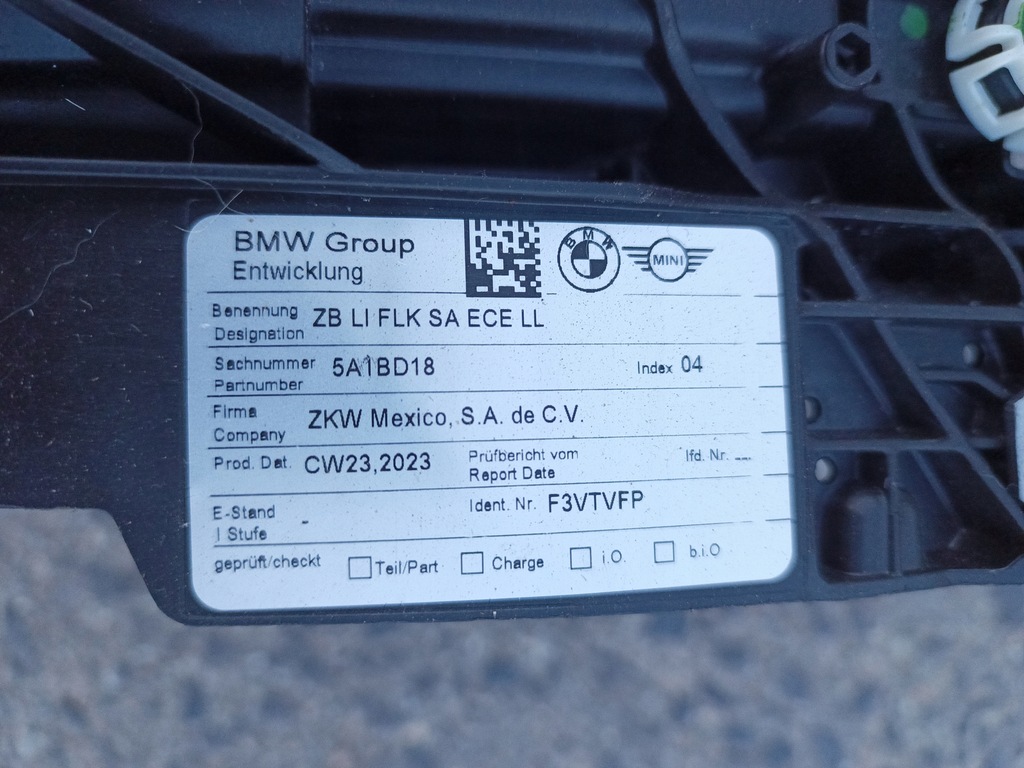 BMW Group
Entwicklung
BMW
MINI
Benennung
Designation
ZB LI FLK SA ECE LL
Sachnummer
Partnumber
5A1BD18
Index 04
Firma
Company
ZKW Mexico, S.A. de C.V.
Prod. Dat. CW23,2023
Prüfbericht vom
Report Date
lfd. Nr. ---
E-Stand
I Stufe
-
Ident. Nr. F3VTVFP
geprüft/checkt
Teil/Part
Charge
i.O.
b.i.O